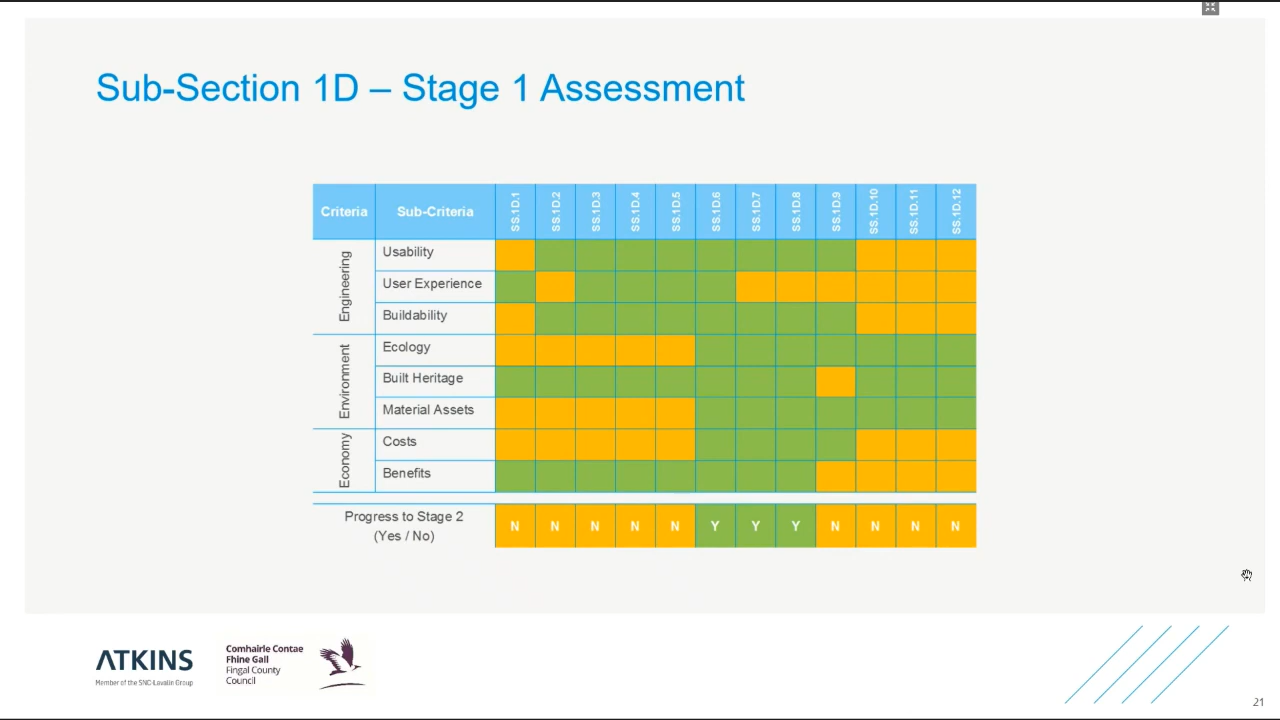 Sub-Section 1D – Stage 1 Assessment
Criteria Sub-Criteria SS.1D.1 SS.1D.2 SS.1D.3 SS.1D.4 SS.1D.5 SS.1D.6 SS.1D.7 SS.1D.8 SS.1D.9 SS.1D.10 SS.1D.11 SS.1D.12
Engineering
Usability
User Experience
Buildability
Environment
Ecology
Built Heritage
Material Assets
Economy
Costs
Benefits
Progress to Stage 2
(Yes / No)
N N N N N Y Y Y N N N N
ATKINS
Member of the SNC-Lavalin Group
Comhairle Contae
Fhine Gall
Fingal County
Council
21